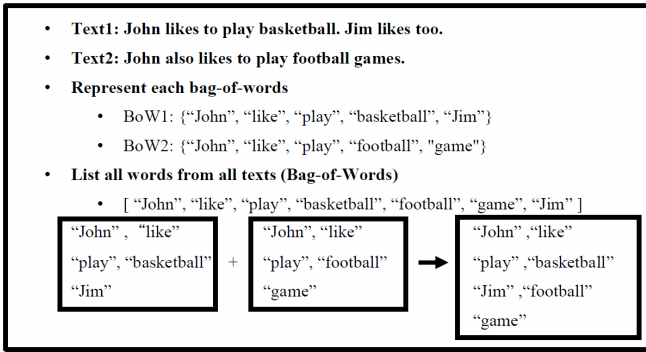 • Text1: John likes to play basketball. Jim likes too.
• Text2: John also likes to play football games.
• Represent each bag-of-words
• BoW1: {“John”, “like”, “play”, “basketball”, “Jim”}
• BoW2: {“John”, “like”, “play”, “football”, "game"}
• List all words from all texts (Bag-of-Words)
• [ “John”, “like”, “play”, “basketball”, “football”, “game”, “Jim” ]
“John” , “like”
“play”, “basketball”
“Jim”
+
“John”, “like”
“play”, “football”
“game”
“John” ,“like”
“play” ,“basketball”
“Jim” ,“football”
“game”